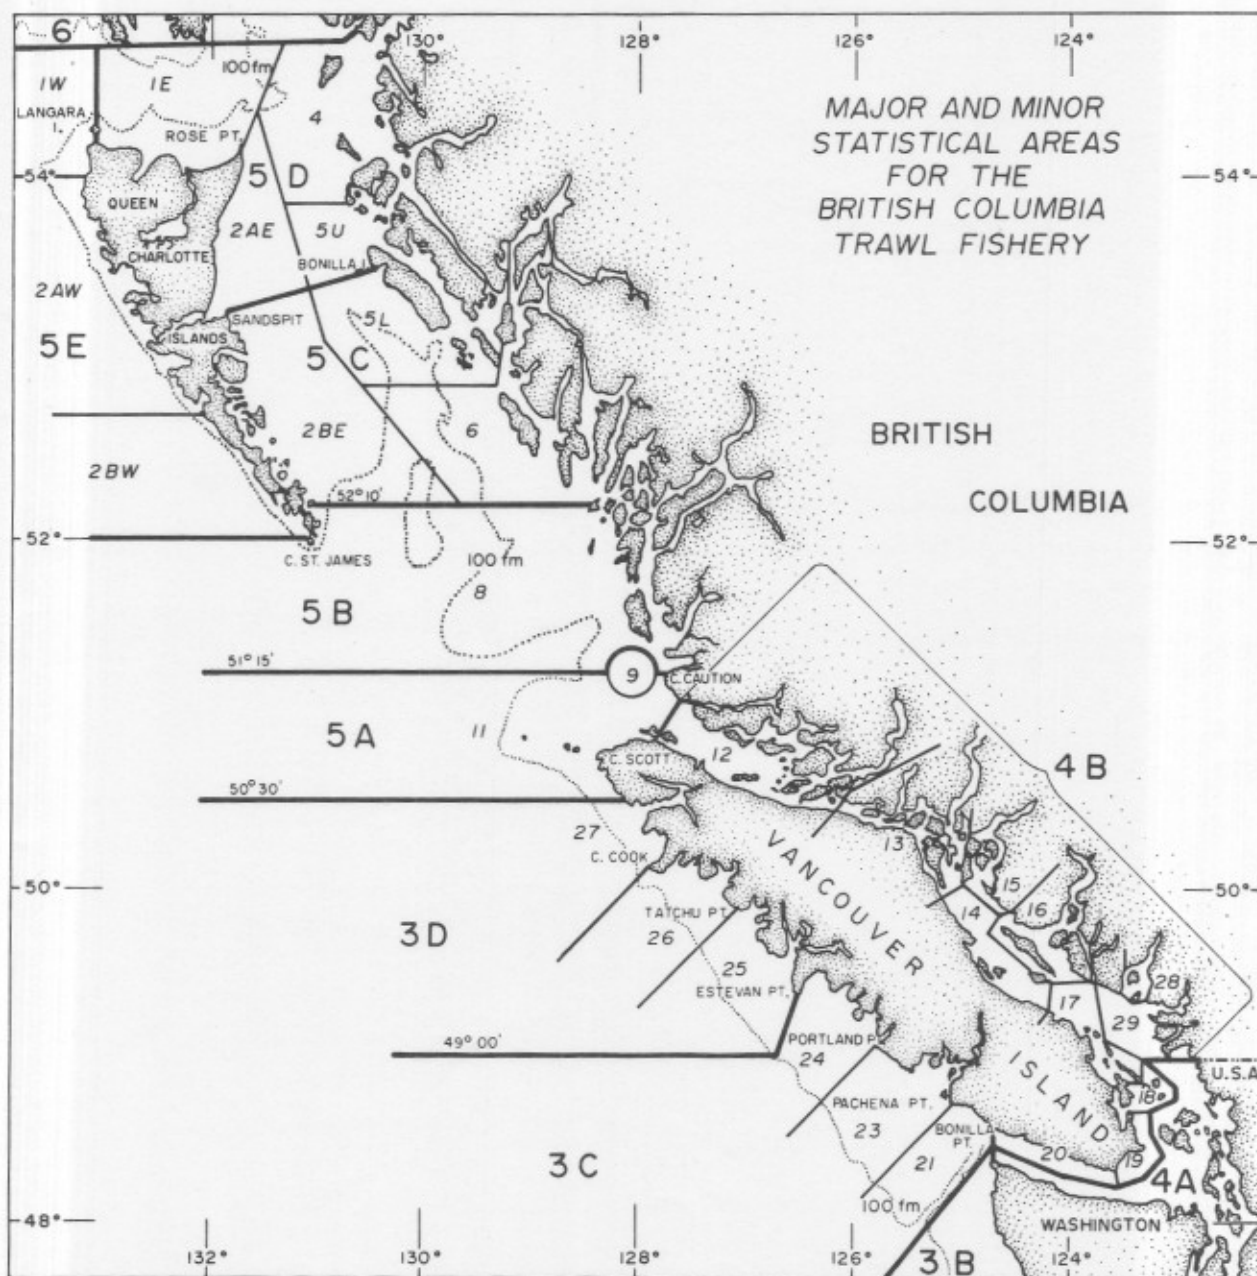 6
130°
128°
126°
124°
1W
1E
100fm
LANGARA
I.
4
MAJOR AND MINOR
STATISTICAL AREAS
FOR THE
BRITISH COLUMBIA
TRAWL FISHERY
ROSE PT.
54°
5 D
54°
QUEEN
2AE
5U
CHARLOTTE
BONILLA I.
2AW
SANDSPIT
5L
5E
ISLANDS
5 C
2BE
6
BRITISH
2BW
52°10'
COLUMBIA
52°
52°
C. ST. JAMES
100 fm
8
5 B
51°15'
9
C. CAUTION
5 A
11
12
C. SCOTT
4 B
50°30'
27
VANCOUVER
13
C. COOK
50°
15
50°
14
16
TATCHU PT.
3D
26
25
ESTEVAN PT.
28
17
29
49°00'
PORTLAND P.
24
ISLAND
U.S.A
18
PACHENA PT.
23
BONILLA
PT.
20
3C
21
19
4A
100 fm
48°
WASHINGTON
132°
130°
128°
126°
124°
3 B